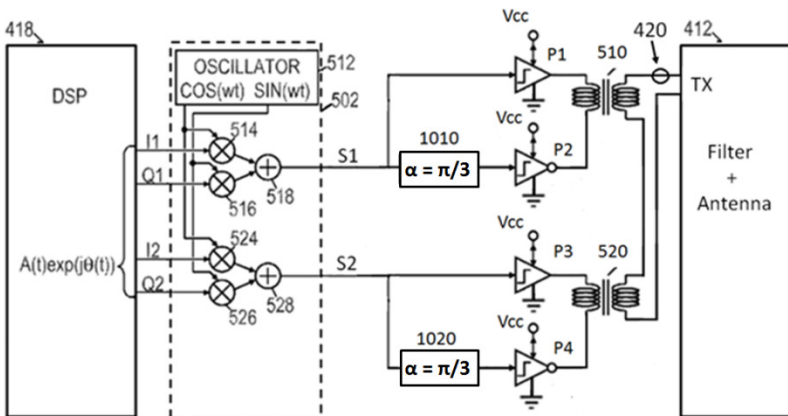 418
DSP
I1
Q1
I2
A(t)exp(jθ(t))
Q2
OSCILLATOR
COS(wt) SIN(wt)
512
502
514
516
518
524
526
528
S1
S2
1010
α = π/3
1020
α = π/3
Vcc
P1
Vcc
P2
Vcc
P3
Vcc
P4
510
520
420
412
TX
Filter
+
Antenna